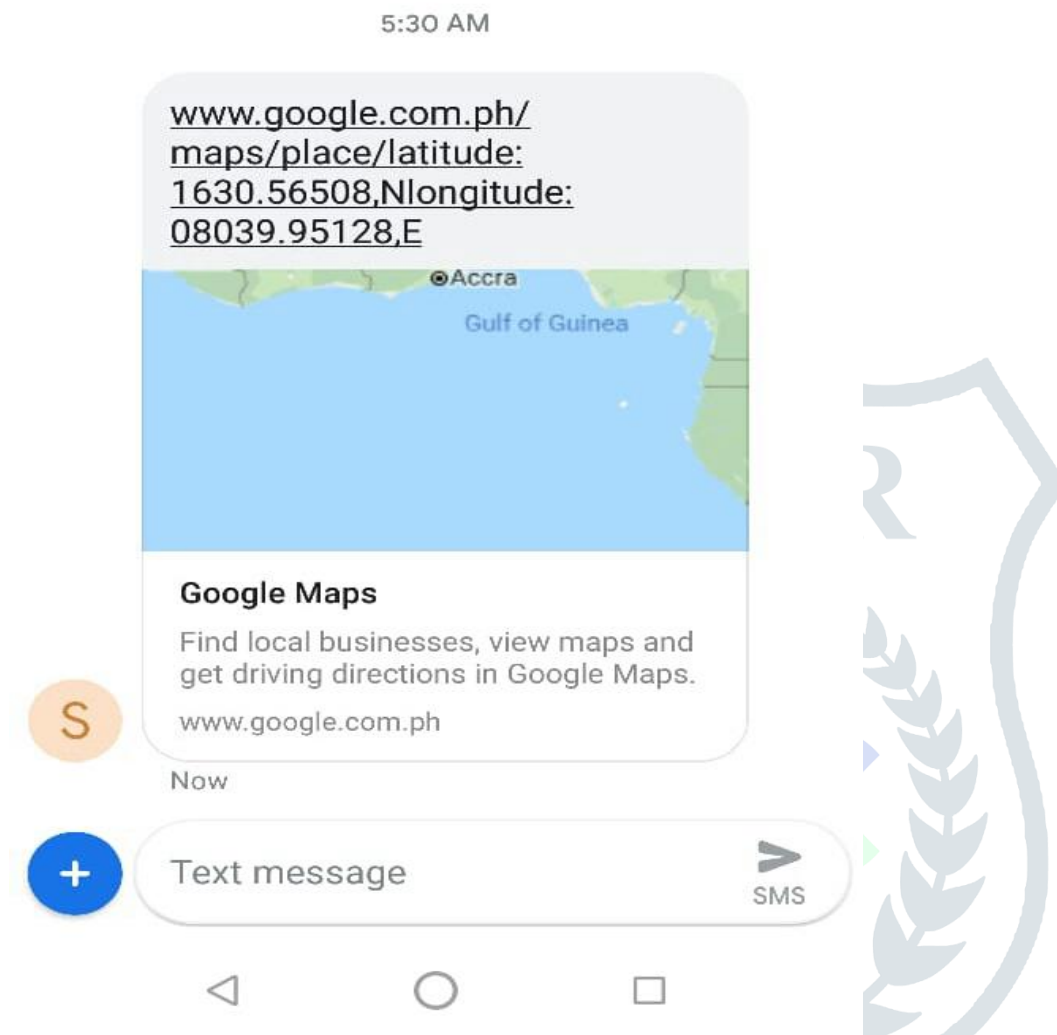 5:30 AM
www.google.com.ph/
maps/place/latitude:
1630.56508,Nlongitude:
08039.95128,E
Accra
Gulf of Guinea
Google Maps
Find local businesses, view maps and
get driving directions in Google Maps.
www.google.com.ph
S
Now
Text message
SMS
R